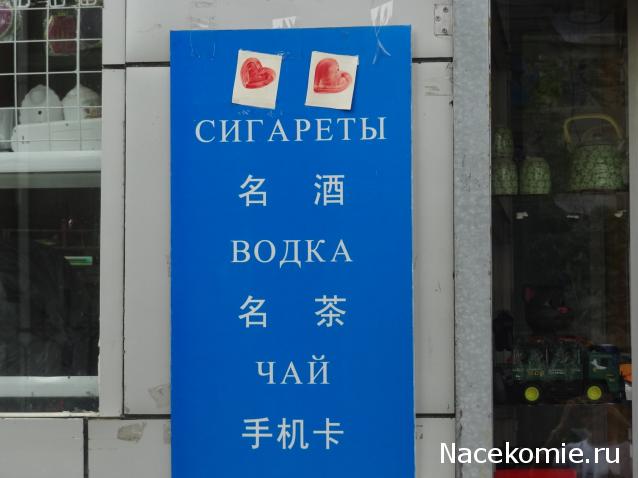 СИГАРЕТЫ
名 酒
ВОДКА
名 茶
ЧАЙ
手机卡
Nacekomie.ru